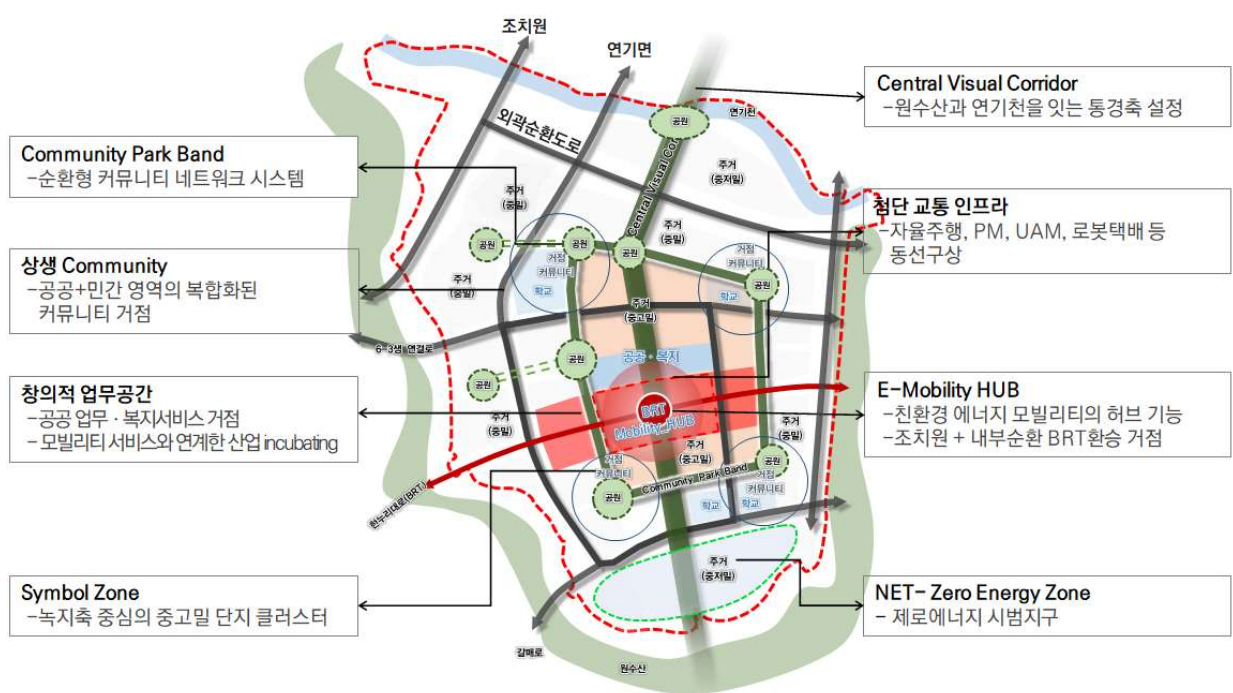 조치원
연기면
Central Visual Corridor
-원수산과 연기천을 잇는 통경축 설정
연기천
공원
외곽순환도로
Community Park Band
-순환형 커뮤니티 네트워크 시스템
주거
(중저밀)
Central Visual Co
주거
(중밀)
주거
(중밀)
첨단 교통 인프라
-자율주행, PM, UAM, 로봇택배 등
동선구상
공원
공원
공원
거점
커뮤니티
거점
커뮤니티
공원
상생 Community
-공공+민간 영역의 복합화된
커뮤니티 거점
주거
(중밀)
학교
학교
주거
(중고밀)
주거
(중밀)
6-3생 연결로
공공·복지
공원
공원
창의적 업무공간
-공공 업무·복지서비스 거점
-모빌리티 서비스와 연계한 산업 incubating
E-Mobility HUB
-친환경 에너지 모빌리티의 허브 기능
-조치원 + 내부순환 BRT환승 거점
BRT
Mobility HUB
주거
(중밀)
주거
(중고밀)
주거
(중밀)
거점
커뮤니티
공원
거점
커뮤니티
Community Park Band
공원
학교
학교
한누리대로(BRT)
주거
(중저밀)
Symbol Zone
-녹지축 중심의 중고밀 단지 클러스터
NET- Zero Energy Zone
- 제로에너지 시범지구
갈매로
원수산